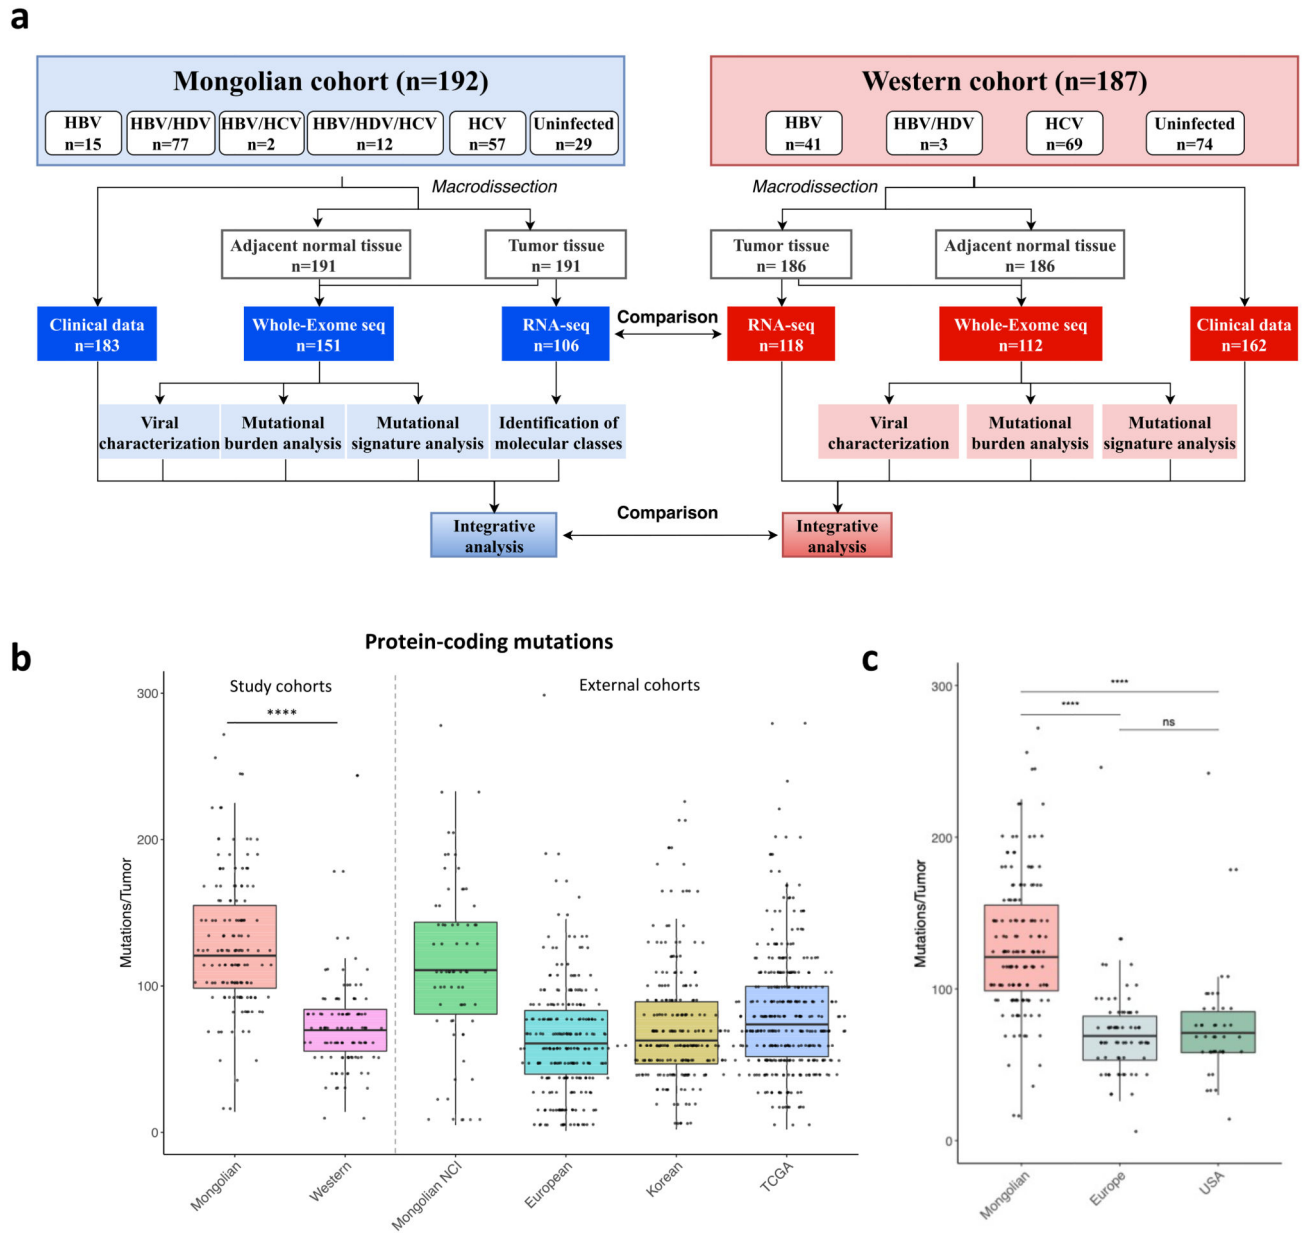 a
Mongolian cohort (n=192)
HBV
n=15
HBV/HDV
n=77
HBV/HCV
n=2
HBV/HDV/HCV
n=12
HCV
n=57
Uninfected
n=29
Western cohort (n=187)
HBV
n=41
HBV/HDV
n=3
HCV
n=69
Uninfected
n=74
Macrodissection
Macrodissection
Adjacent normal tissue
n=191
Tumor tissue
n= 191
Tumor tissue
n= 186
Adjacent normal tissue
n= 186
Clinical data
n=183
Whole-Exome seq
n=151
RNA-seq
n=106
Comparison
RNA-seq
n=118
Whole-Exome seq
n=112
Clinical data
n=162
Viral
characterization
Mutational
burden analysis
Mutational
signature analysis
Identification of
molecular classes
Viral
characterization
Mutational
burden analysis
Mutational
signature analysis
Integrative
analysis
Comparison
Integrative
analysis
b
Protein-coding mutations
Study cohorts
External cohorts
****
300
200
100
0
Mutations/Tumor
Mongolian
Western
Mongolian NCI
European
Korean
TCGA
c
****
****
ns
300
200
100
0
Mutations/Tumor
Mongolian
Europe
USA